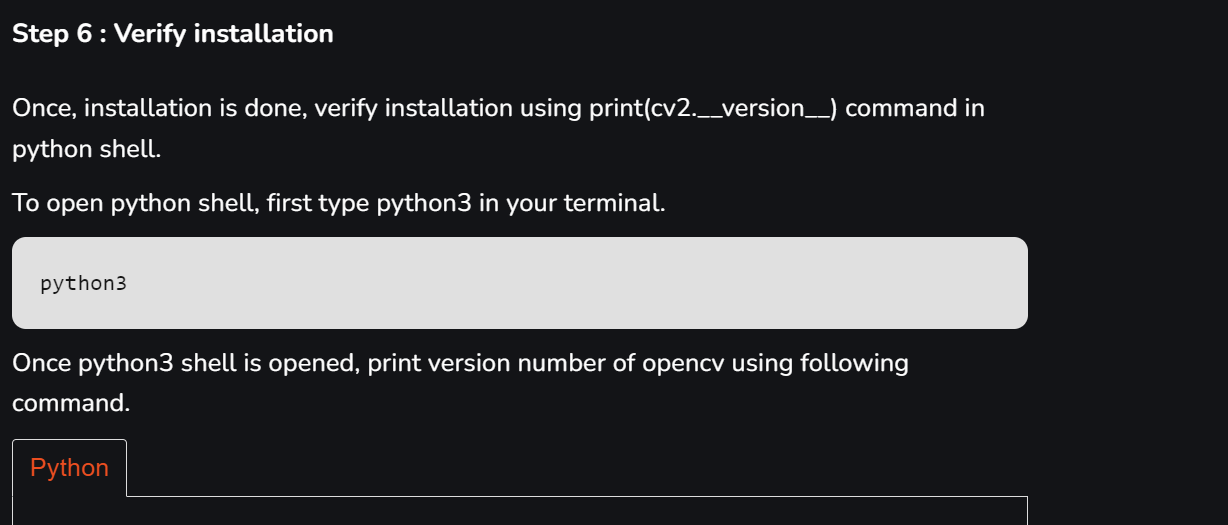 Step 6 : Verify installation
Once, installation is done, verify installation using print(cv2.__version__) command in
python shell.
To open python shell, first type python3 in your terminal.
python3
Once python3 shell is opened, print version number of opencv using following
command.
Python